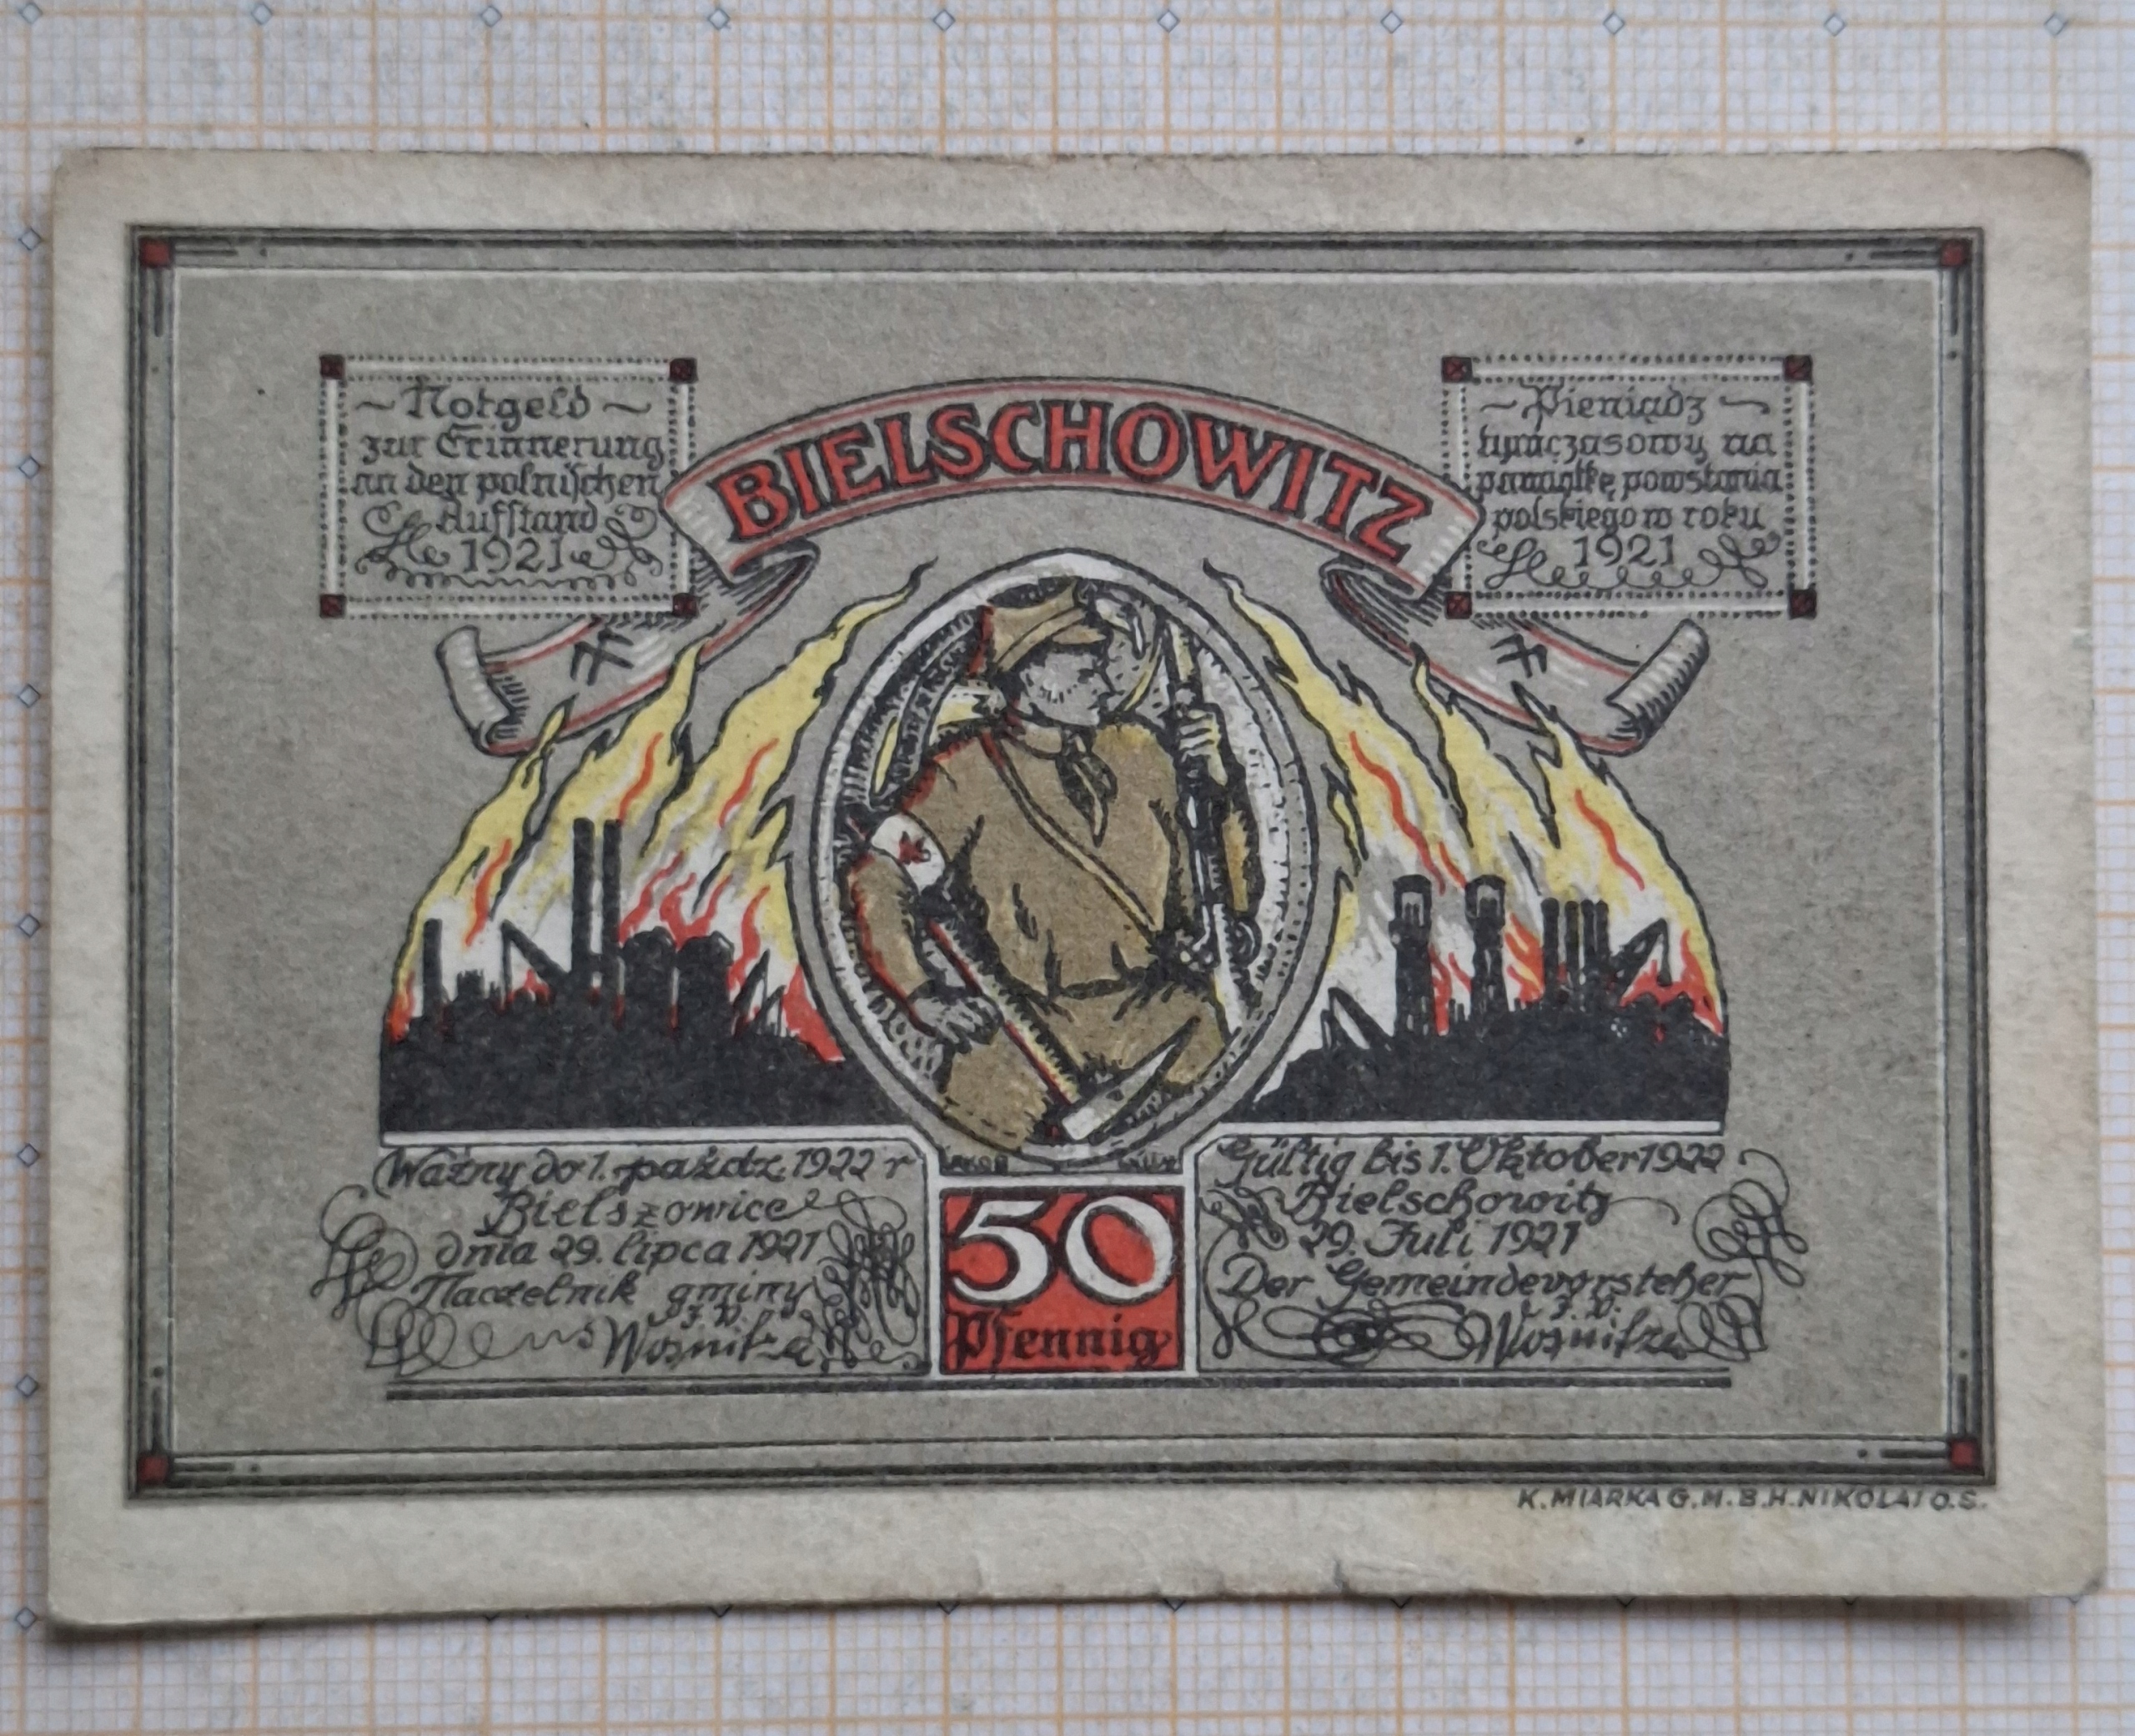 ~ Notgeld ~
zur Erinnerung
an den polnischen
Aufstand
1921
BIELSCHOWITZ
~ Pieniądz ~
tymczasowy na
pamiątkę powstania
polskiego w roku
1921
Ważny do 1. paźdz. 1922 r
Bielszowice
dnia 29. lipca 1921
Naczelnik gminy
J. V.
Wosnitza
50
Pfennig
Gültig bis 1. Oktober 1922
Bielschowitz
29. Juli 1921
Der Gemeindevorsteher
J. V.
Wosnitza
K. MIARKA G.M.B.H. NIKOLAI O.S.